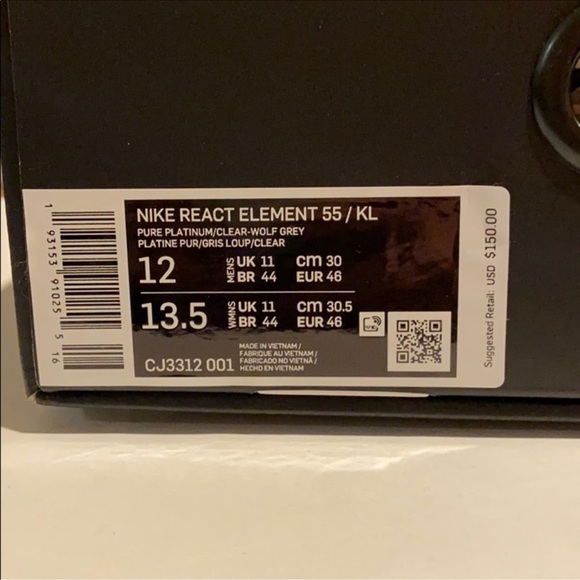 NIKE REACT ELEMENT 55 / KL
PURE PLATINUM/CLEAR-WOLF GREY
PLATINE PUR/GRIS LOUP/CLEAR
12 MENS UK 11 CM 30
BR 44 EUR 46
13.5 WMNS UK 11 CM 30.5
BR 44 EUR 46
CJ3312 001
MADE IN VIETNAM /
FABRIQUE AU VIETNAM /
FABRICADO NO VIETNÃ /
HECHO EN VIETNAM
1 93153 91025 5 16
Suggested Retail: USD $150.00